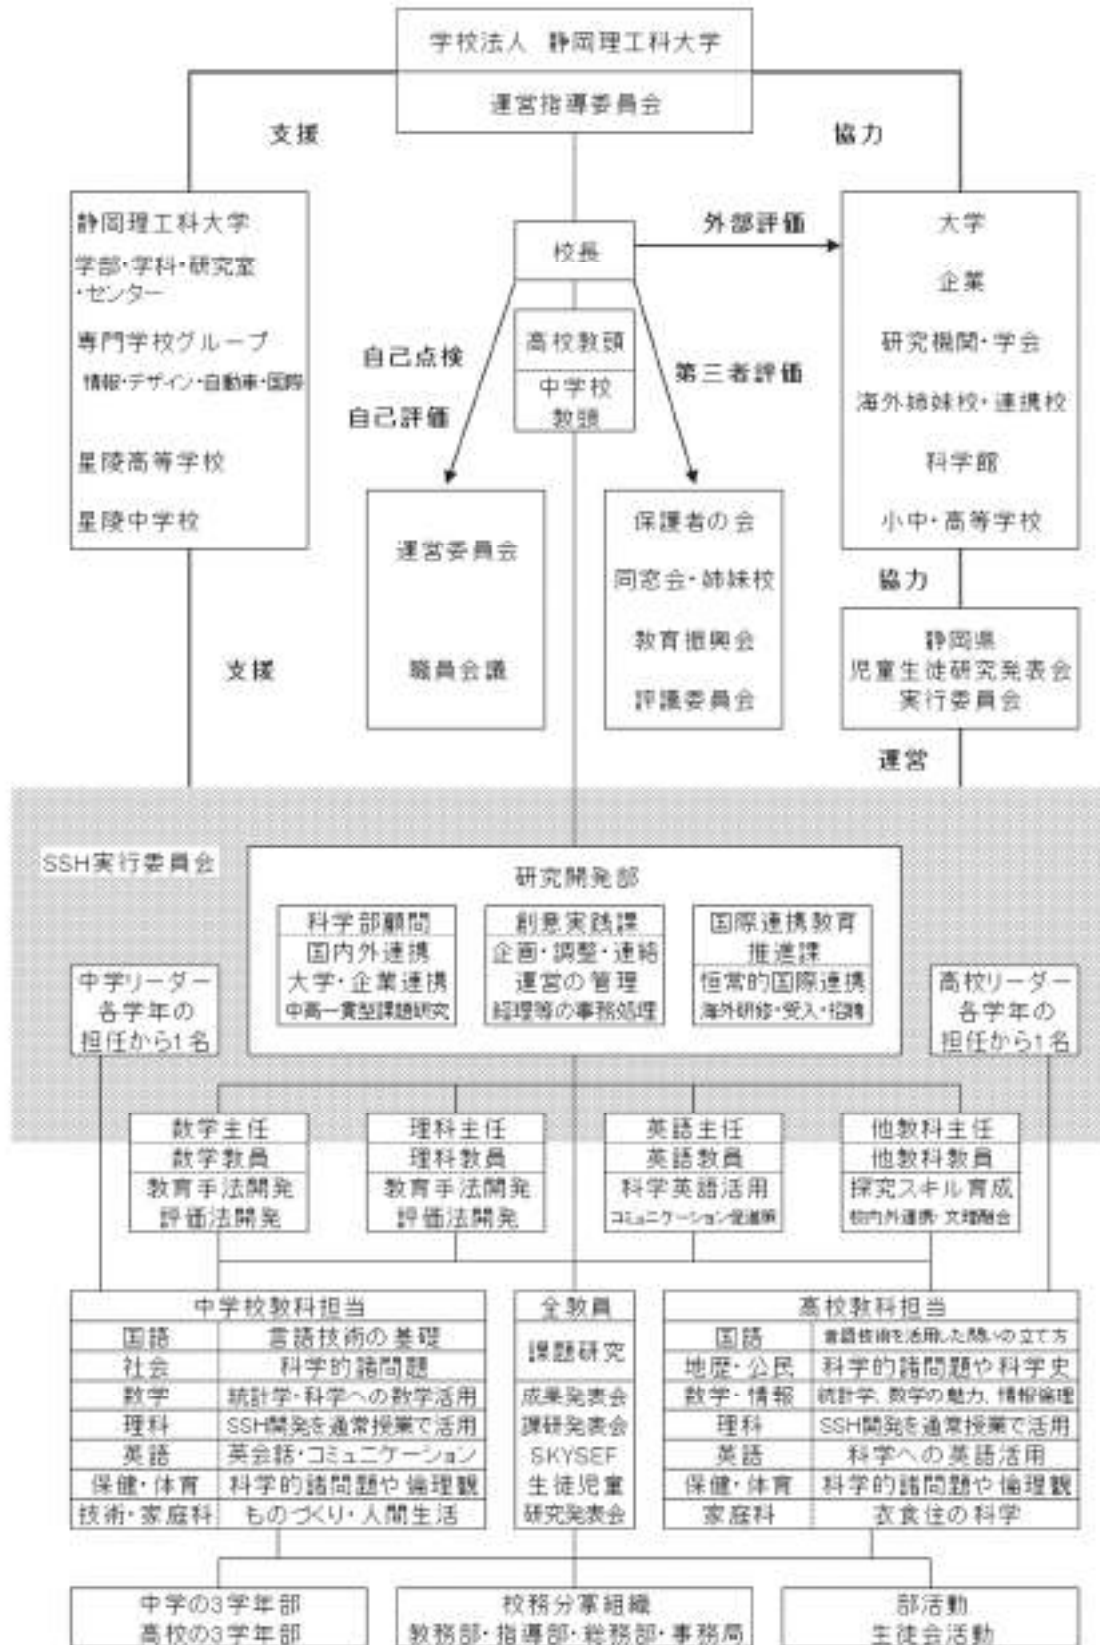 学校法人 静岡理工科大学
運営指導委員会
支援
協力
静岡理工科大学
学部・学科・研究室
・センター
専門学校グループ
情報・デザイン・自動車・国際
星陵高等学校
星陵中学校
校長
外部評価
大学
企業
研究機関・学会
海外姉妹校・連携校
科学館
小中・高等学校
高校教頭
中学校
教頭
自己点検
自己評価
第三者評価
運営委員会
職員会議
保護者の会
同窓会・姉妹校
教育振興会
評議委員会
協力
静岡県
児童生徒研究発表会
実行委員会
支援
運営
SSH実行委員会
研究開発部
科学部顧問
国内外連携
大学・企業連携
中高一貫型課題研究
創意実践課
企画・調整・連絡
運営の管理
経理等の事務処理
国際連携教育
推進課
恒常的国際連携
海外研修・受入・招聘
中学リーダー
各学年の
担任から1名
高校リーダー
各学年の
担任から1名
数学主任
数学教員
教育手法開発
評価法開発
理科主任
理科教員
教育手法開発
評価法開発
英語主任
英語教員
科学英語活用
コミュニケーション促進策
他教科主任
他教科教員
探究スキル育成
校内外連携・文理融合
中学校教科担当
国語 言語技術の基礎
社会 科学的諸問題
数学 統計学・科学への数学活用
理科 SSH開発を通常授業で活用
英語 英会話・コミュニケーション
保健・体育 科学的諸問題や倫理観
技術・家庭科 ものづくり・人間生活
全教員
課題研究
成果発表会
課研発表会
SKYSEF
生徒児童
研究発表会
高校教科担当
国語 言語技術を活用した問いの立て方
地歴・公民 科学的諸問題や科学史
数学・情報 統計学、数学の魅力、情報倫理
理科 SSH開発を通常授業で活用
英語 科学への英語活用
保健・体育 科学的諸問題や倫理観
家庭科 衣食住の科学
中学の3学年部
高校の3学年部
校務分掌組織
教務部・指導部・総務部・事務局
部活動
生徒会活動